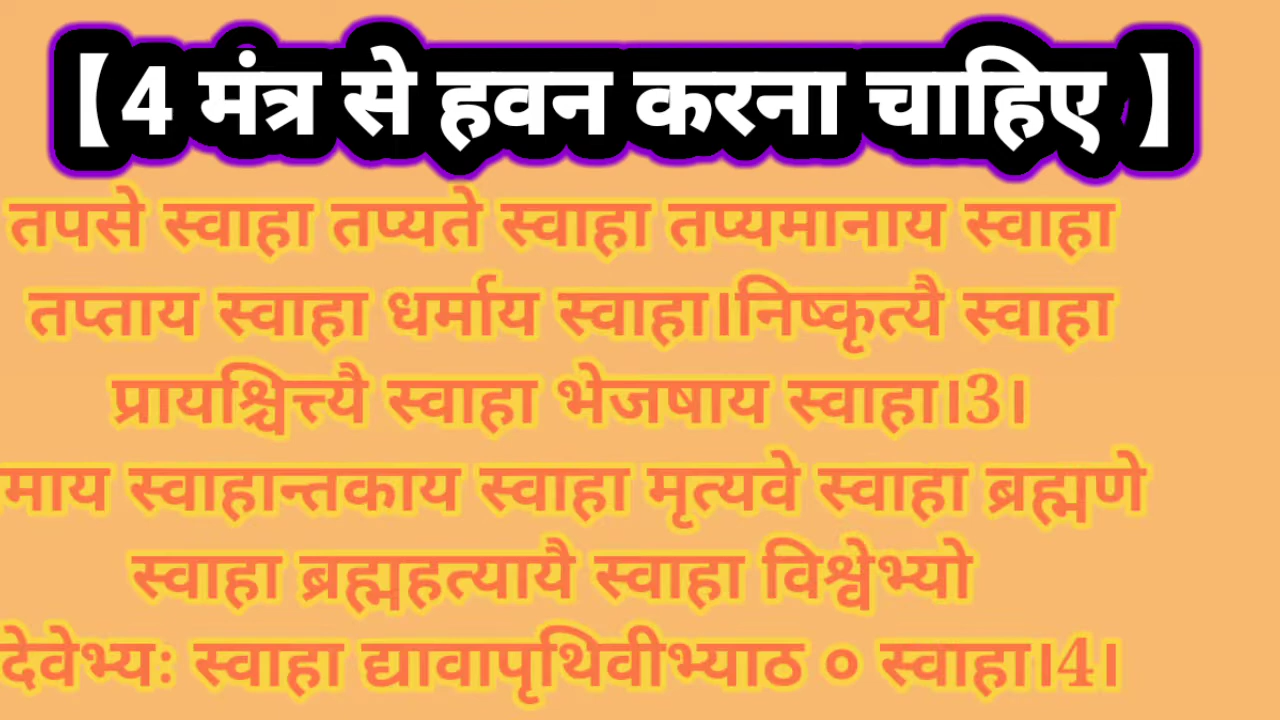 【4 मंत्र से हवन करना चाहिए 】
तपसे स्वाहा तप्यते स्वाहा तप्यमानाय स्वाहा
तप्ताय स्वाहा धर्माय स्वाहा।निष्कृत्यै स्वाहा
प्रायश्चित्त्यै स्वाहा भेजषाय स्वाहा।3।
माय स्वाहान्तकाय स्वाहा मृत्यवे स्वाहा ब्रह्मणे
स्वाहा ब्रह्महत्यायै स्वाहा विश्वेभ्यो
देवेभ्यः स्वाहा द्यावापृथिवीभ्याठ ० स्वाहा।4।